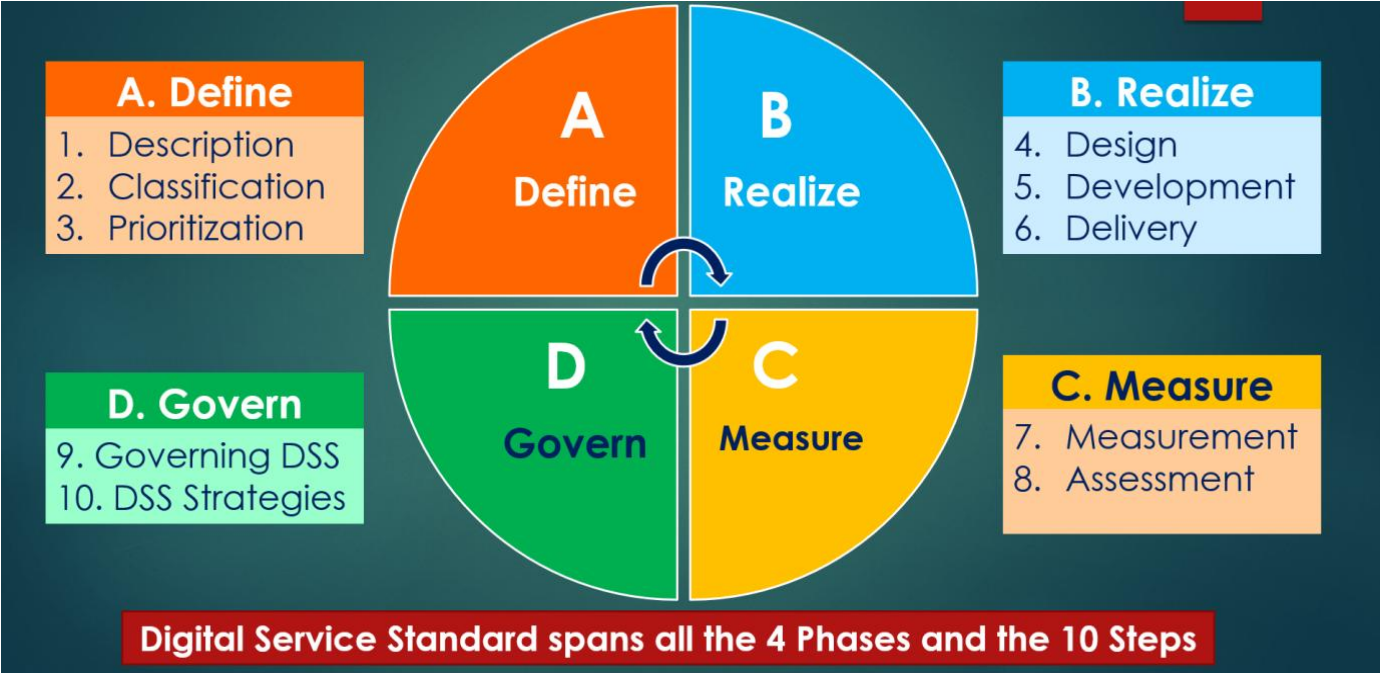 A. Define
1. Description
2. Classification
3. Prioritization
A
Define
B
Realize
B. Realize
4. Design
5. Development
6. Delivery
D. Govern
9. Governing DSS
10. DSS Strategies
D
Govern
C
Measure
C. Measure
7. Measurement
8. Assessment
Digital Service Standard spans all the 4 Phases and the 10 Steps